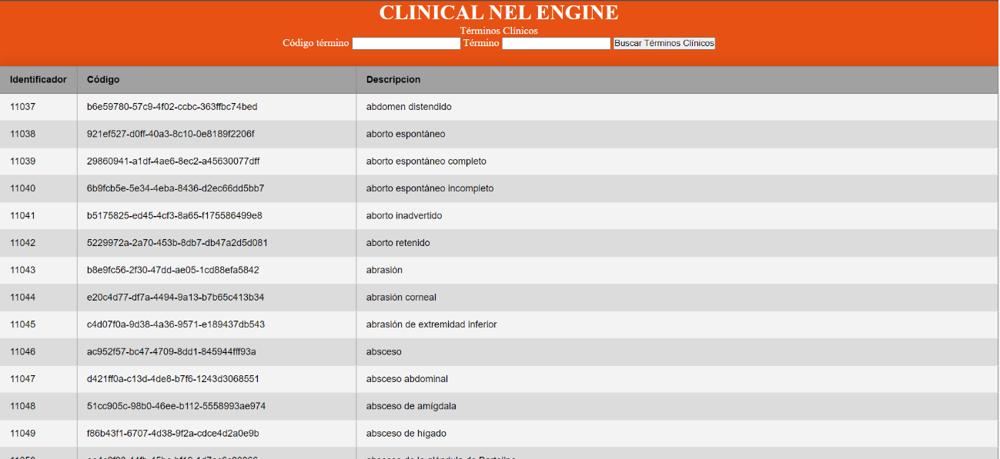 CLINICAL NEL ENGINE
Términos Clínicos
Código término Término Buscar Términos Clínicos
Identificador Código Descripcion
11037 b6e59780-57c9-4f02-ccbc-363ffbc74bed abdomen distendido
11038 921ef527-d0ff-40a3-8c10-0e8189f2206f aborto espontáneo
11039 29860941-a1df-4ae6-8ec2-a45630077dff aborto espontáneo completo
11040 6b9fcb5e-5e34-4eba-8436-d2ec66dd5bb7 aborto espontáneo incompleto
11041 b5175825-ed45-4cf3-8a65-f175586499e8 aborto inadvertido
11042 5229972a-2a70-453b-8db7-db47a2d5d081 aborto retenido
11043 b8e9fc56-2f30-47dd-ae05-1cd88efa5842 abrasión
11044 e20c4d77-df7a-4494-9a13-b7b65c413b34 abrasión corneal
11045 c4d07f0a-9d38-4a36-9571-e189437db543 abrasión de extremidad inferior
11046 ac952f57-bc47-4709-8dd1-845944fff93a absceso
11047 d421ff0a-c13d-4de8-b7f6-1243d3068551 absceso abdominal
11048 51cc905c-98b0-46ee-b112-5558993ae974 absceso de amígdala
11049 f86b43f1-6707-4d38-9f2a-cdce4d2a0e9b absceso de hígado